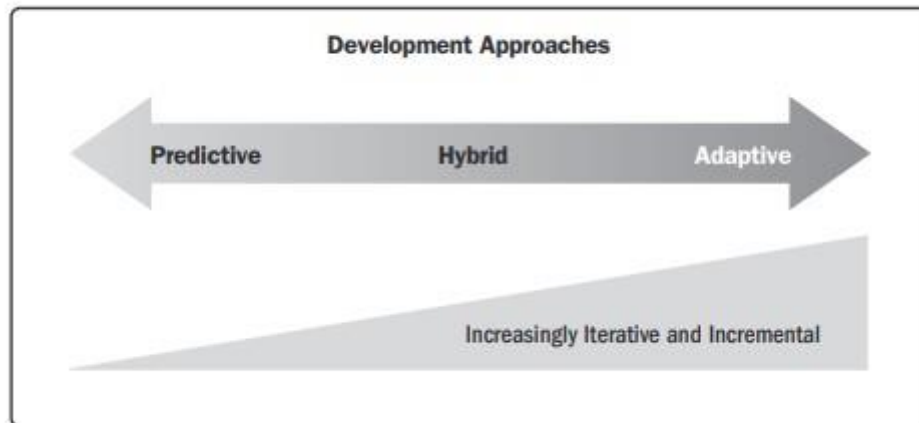 Development Approaches
Predictive Hybrid Adaptive
Increasingly Iterative and Incremental